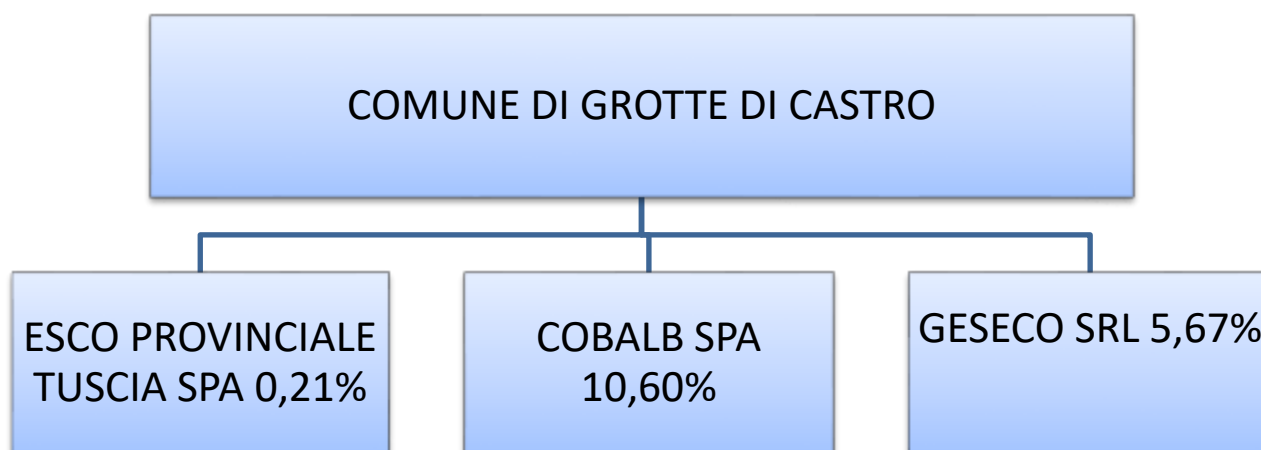 COMUNE DI GROTTE DI CASTRO
ESCO PROVINCIALE
TUSCIA SPA 0,21%
COBALB SPA
10,60%
GESECO SRL 5,67%